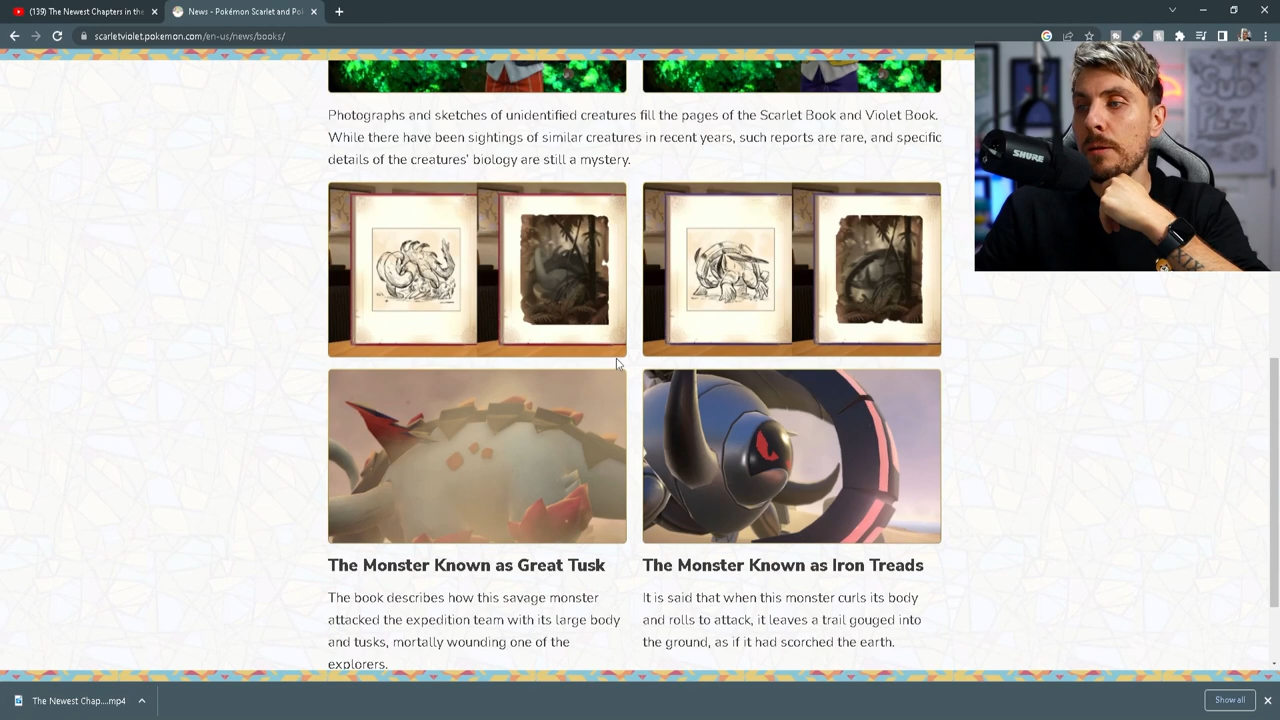 (139) The Newest Chapters in the
News - Pokémon Scarlet and Pok
scarletviolet.pokemon.com/en-us/news/books/
SHURE
Photographs and sketches of unidentified creatures fill the pages of the Scarlet Book and Violet Book.
While there have been sightings of similar creatures in recent years, such reports are rare, and specific
details of the creatures' biology are still a mystery.
The Monster Known as Great Tusk
The book describes how this savage monster
attacked the expedition team with its large body
and tusks, mortally wounding one of the
explorers.
The Monster Known as Iron Treads
It is said that when this monster curls its body
and rolls to attack, it leaves a trail gouged into
the ground, as if it had scorched the earth.
The Newest Chap....mp4
Show all